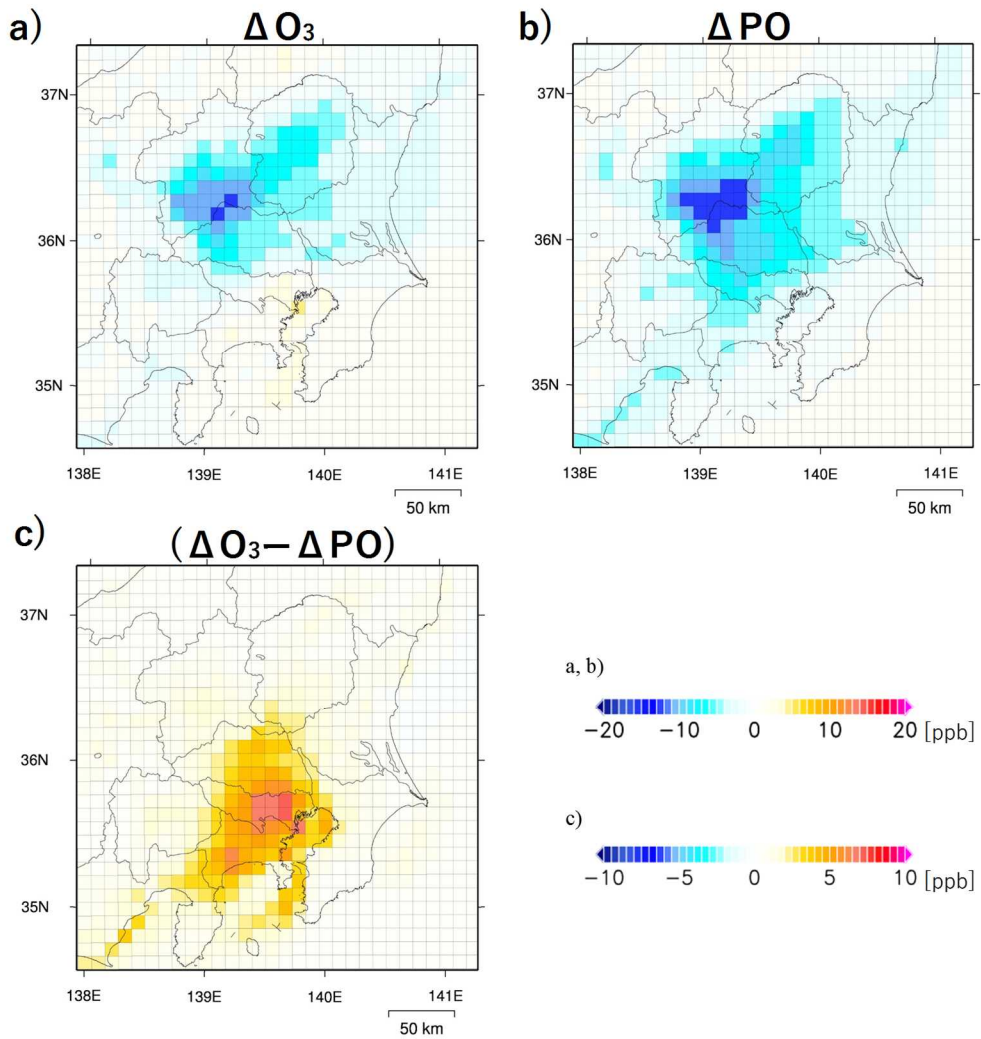 a)
ΔO₃
37N
36N
35N
138E 139E 140E 141E
50 km
b)
ΔPO
37N
36N
35N
138E 139E 140E 141E
50 km
c)
(ΔO₃−ΔPO)
37N
36N
35N
138E 139E 140E 141E
50 km
a, b)
−20 −10 0 10 20 [ppb]
c)
−10 −5 0 5 10 [ppb]